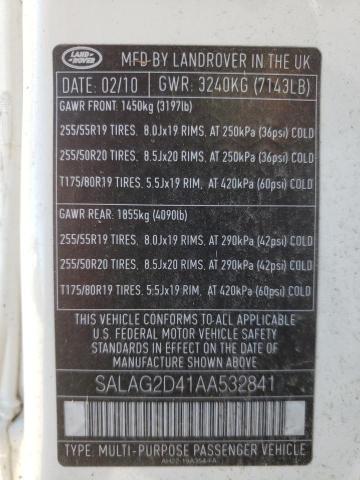 LAND-
ROVER
MFD BY LANDROVER IN THE UK
DATE: 02/10 GWR: 3240KG (7143LB)
GAWR FRONT: 1450kg (3197lb)
255/55R19 TIRES, 8.0Jx19 RIMS, AT 250kPa (36psi) COLD
255/50R20 TIRES, 8.5Jx20 RIMS, AT 250kPa (36psi) COLD
T175/80R19 TIRES, 5.5Jx19 RIM, AT 420kPa (60psi) COLD
GAWR REAR: 1855kg (4090lb)
255/55R19 TIRES, 8.0Jx19 RIMS, AT 290kPa (42psi) COLD
255/50R20 TIRES, 8.5Jx20 RIMS, AT 290kPa (42psi) COLD
T175/80R19 TIRES, 5.5Jx19 RIM, AT 420kPa (60psi) COLD
THIS VEHICLE CONFORMS TO ALL APPLICABLE
U.S. FEDERAL MOTOR VEHICLE SAFETY
STANDARDS IN EFFECT ON THE DATE OF
MANUFACTURE SHOWN ABOVE
SALAG2D41AA532841
TYPE: MULTI-PURPOSE PASSENGER VEHICLE
AH22-19A354-FA